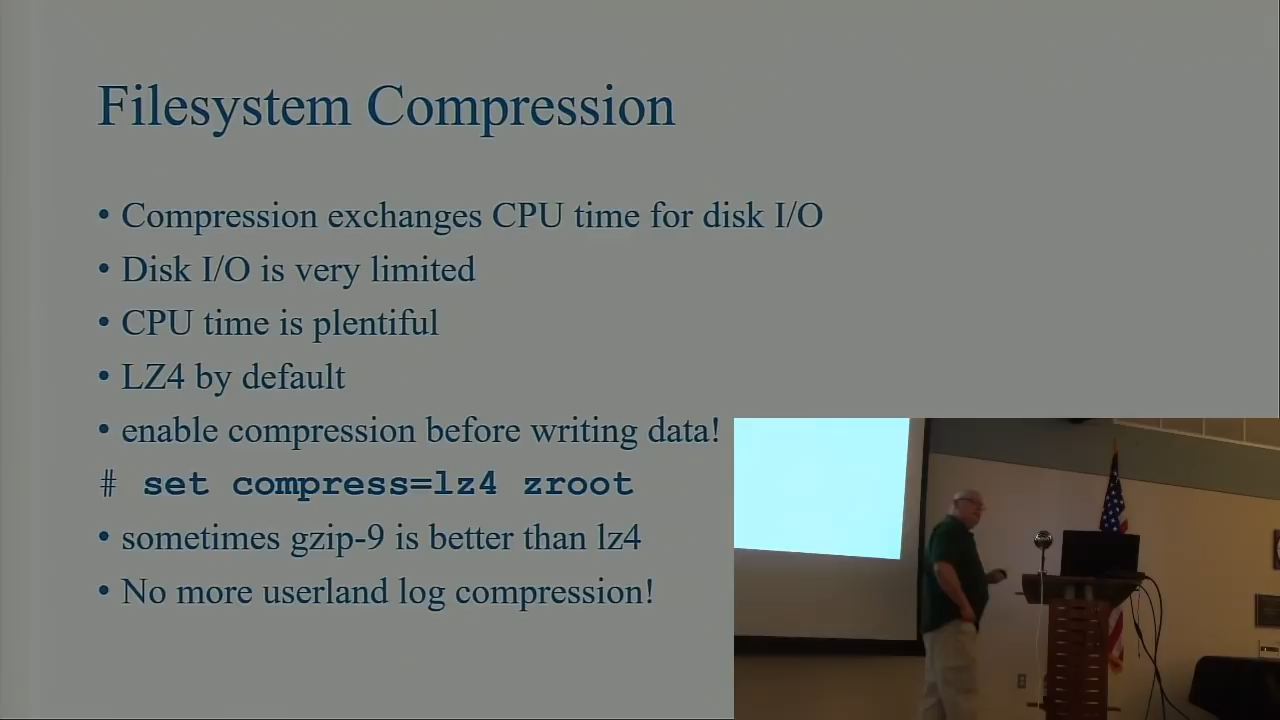 Filesystem Compression
• Compression exchanges CPU time for disk I/O
• Disk I/O is very limited
• CPU time is plentiful
• LZ4 by default
• enable compression before writing data!
# set compress=lz4 zroot
• sometimes gzip-9 is better than lz4
• No more userland log compression!